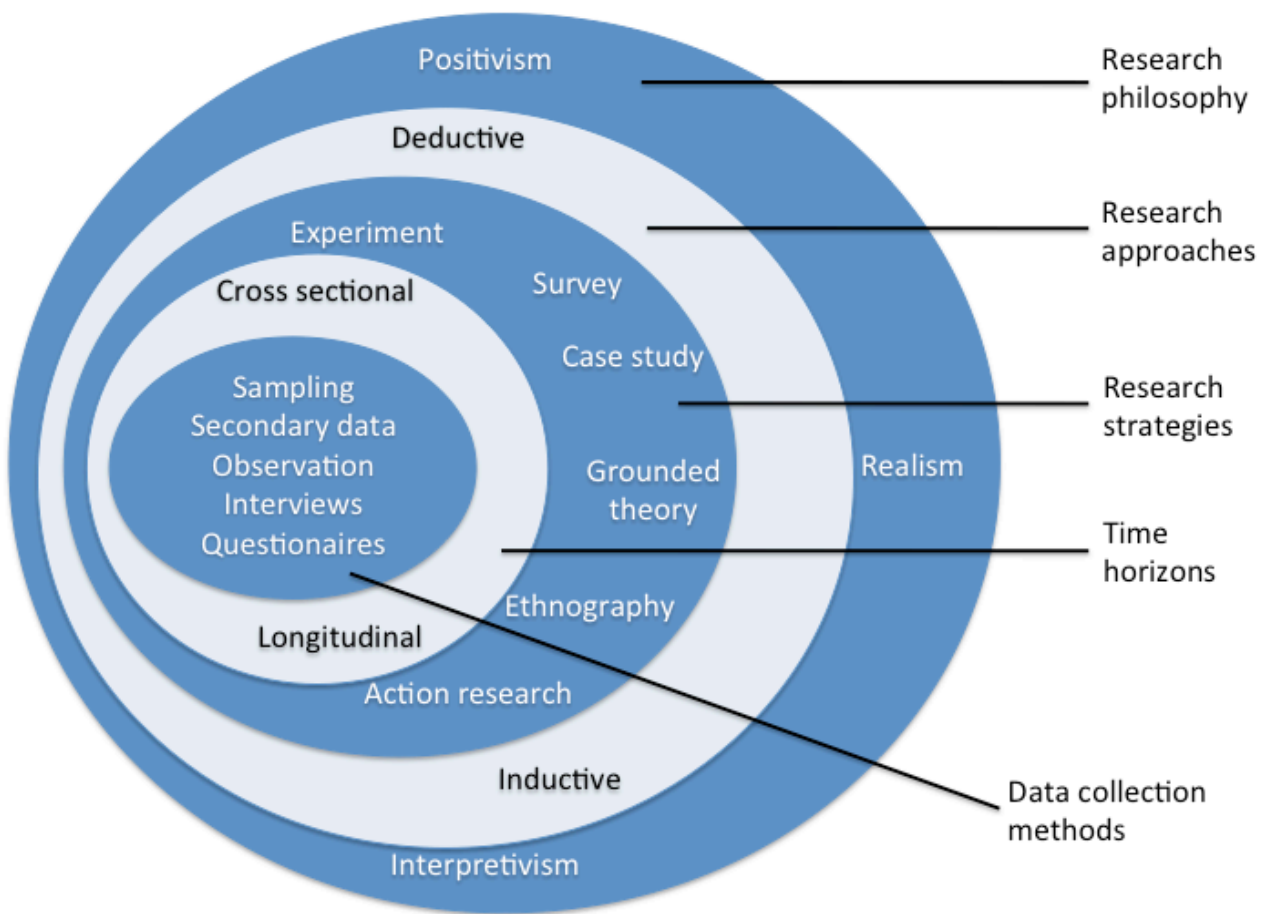 Positivism
Research
philosophy
Deductive
Research
approaches
Experiment
Survey
Cross sectional
Case study
Sampling
Secondary data
Observation
Interviews
Questionaires
Research
strategies
Grounded
theory
Realism
Time
horizons
Ethnography
Longitudinal
Action research
Inductive
Data collection
methods
Interpretivism